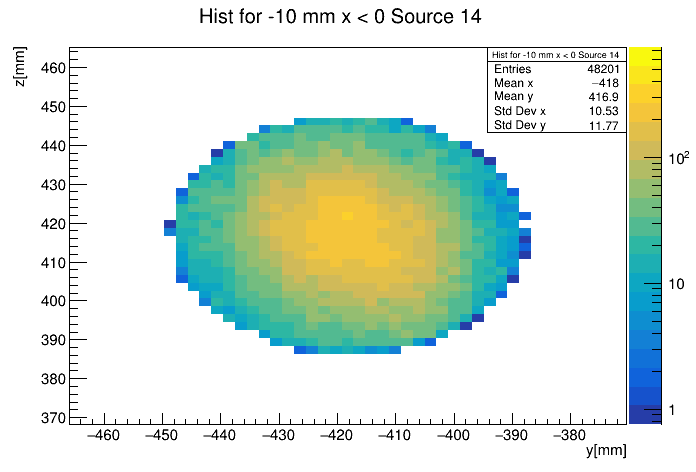 Hist for -10 mm x < 0 Source 14
z[mm]
Hist for -10 mm x < 0 Source 14
Entries 48201
Mean x −418
Mean y 416.9
Std Dev x 10.53
Std Dev y 11.77
460
450
440
430
420
410
400
390
380
370
−460 −450 −440 −430 −420 −410 −400 −390 −380
y[mm]
10²
10
1